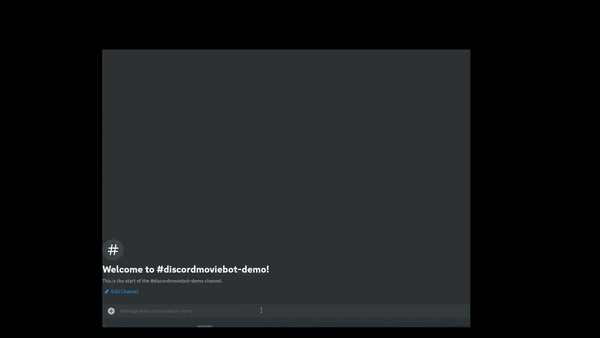 #
Welcome to #discordmoviebot-demo!
This is the start of the #discordmoviebot-demo channel.
Edit Channel
Message #discordmoviebot-demo